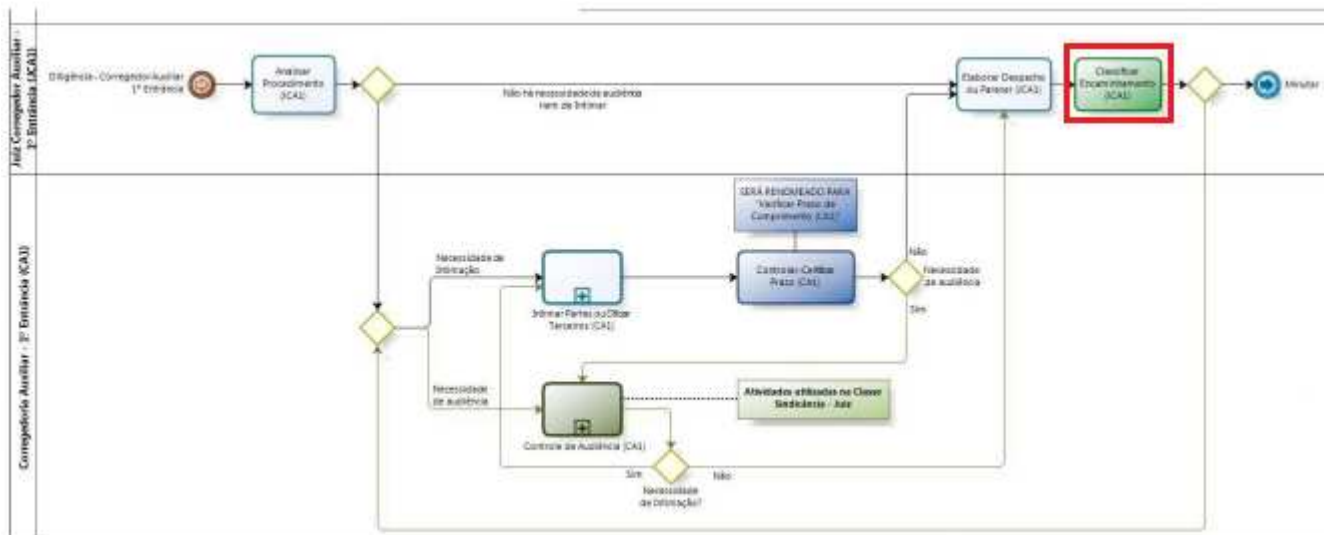 Juiz Corregedor Auxiliar -
1ª Entrância (JCA1)
Diligência - Corregedor Auxiliar
1ª Entrância
Analisar
Procedimento
(JCA1)
Não há necessidade de audiência
nem de Intimar
Elaborar Despacho
ou Parecer (JCA1)
Classificar
Encaminhamento
(JCA1)
Minutar
Corregedoria Auxiliar - 1ª Entrância (CA1)
SERÁ RENOMEADO PARA
"Verificar Prazo de
Cumprimento (CA1)"
Necessidade de
Intimação
Intimar Partes ou Oficiar
Terceiros (CA1)
Controlar-Certificar
Prazo (CA1)
Não
Necessidade
de audiência
Sim
Necessidade
de audiência
Controle de Audiência (CA1)
Atividades utilizadas na Classe
Sindicância - Juiz
Sim
Não
Necessidade
de Intimação?